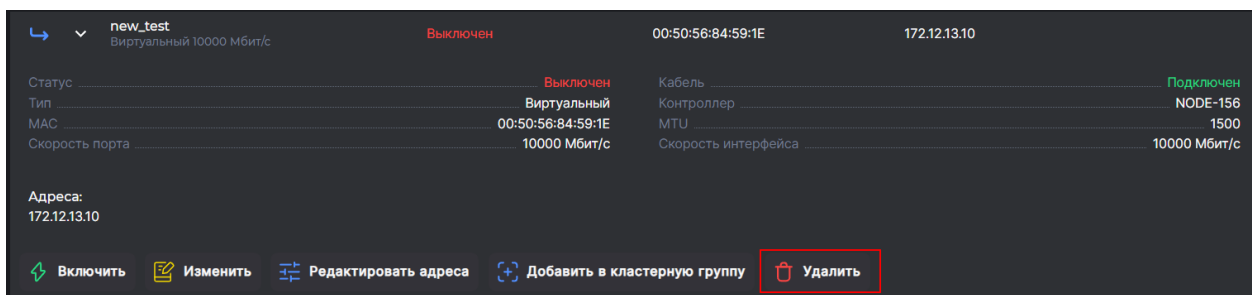 new_test
Виртуальный 10000 Мбит/с
Выключен
00:50:56:84:59:1E
172.12.13.10
Статус Выключен
Тип Виртуальный
MAC 00:50:56:84:59:1E
Скорость порта 10000 Мбит/с
Кабель Подключен
Контроллер NODE-156
MTU 1500
Скорость интерфейса 10000 Мбит/с
Адреса:
172.12.13.10
Включить Изменить Редактировать адреса Добавить в кластерную группу Удалить